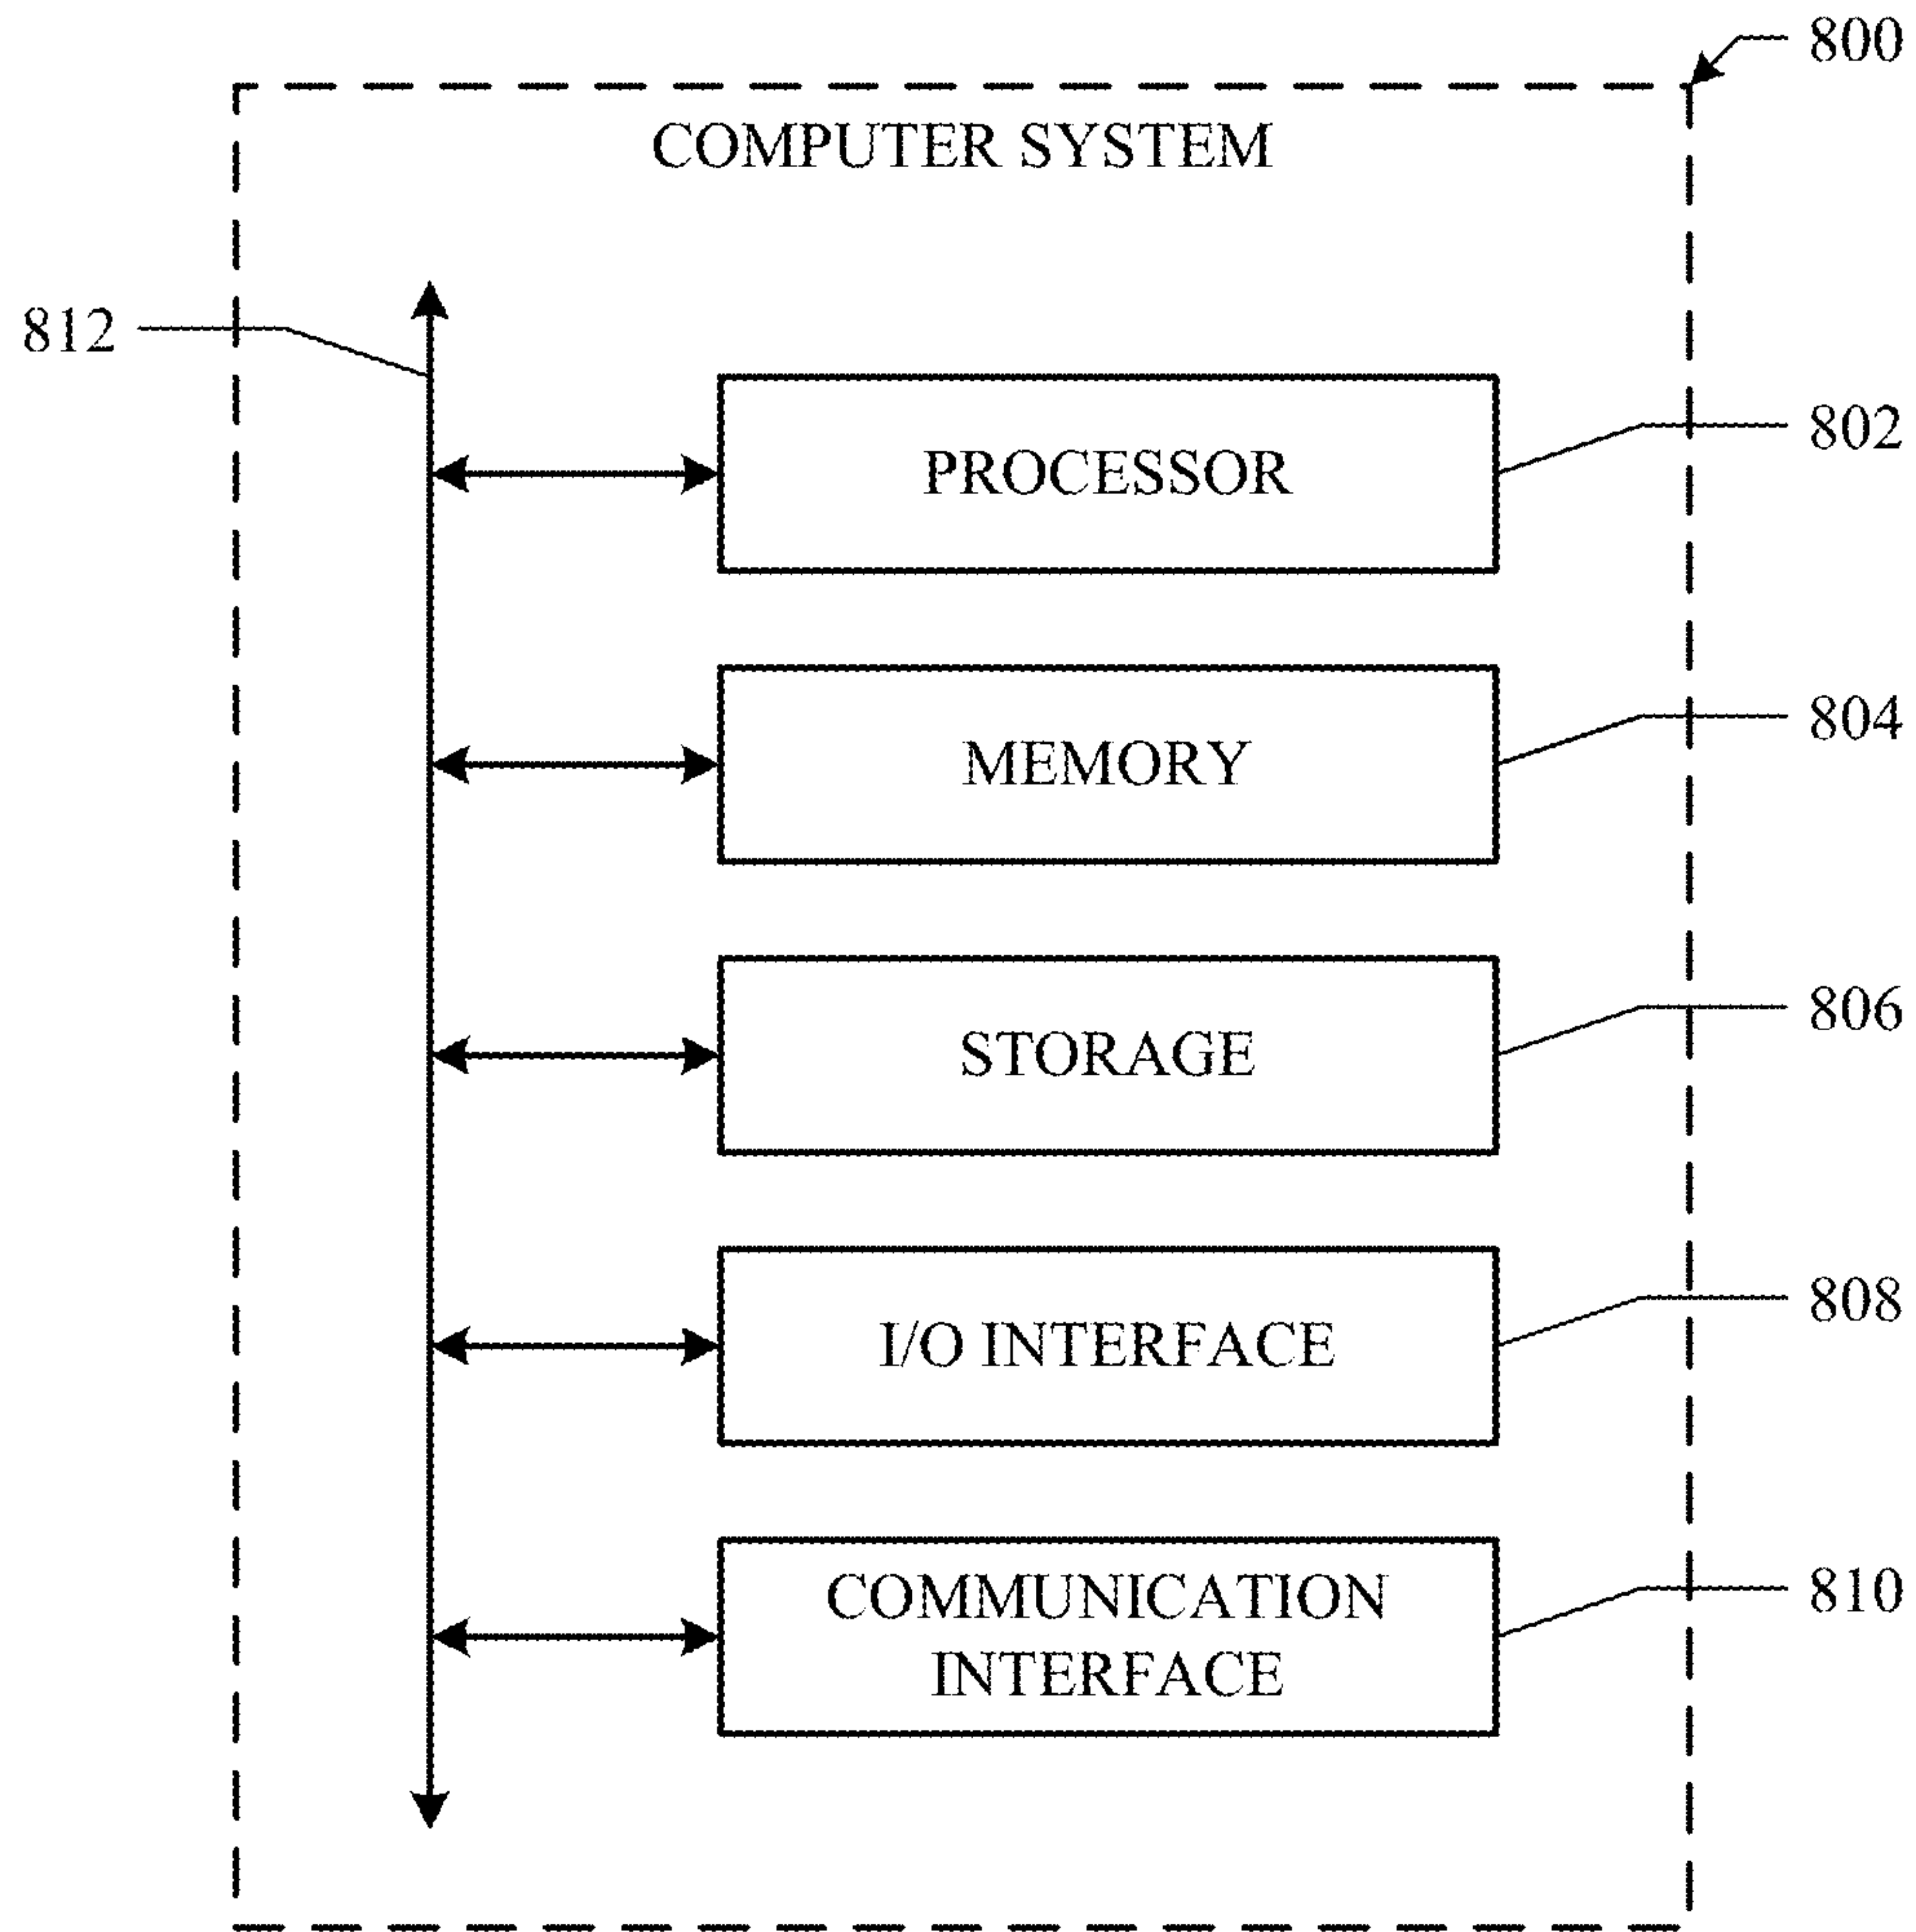 800
COMPUTER SYSTEM
812
802
PROCESSOR
804
MEMORY
806
STORAGE
808
I/O INTERFACE
810
COMMUNICATION
INTERFACE